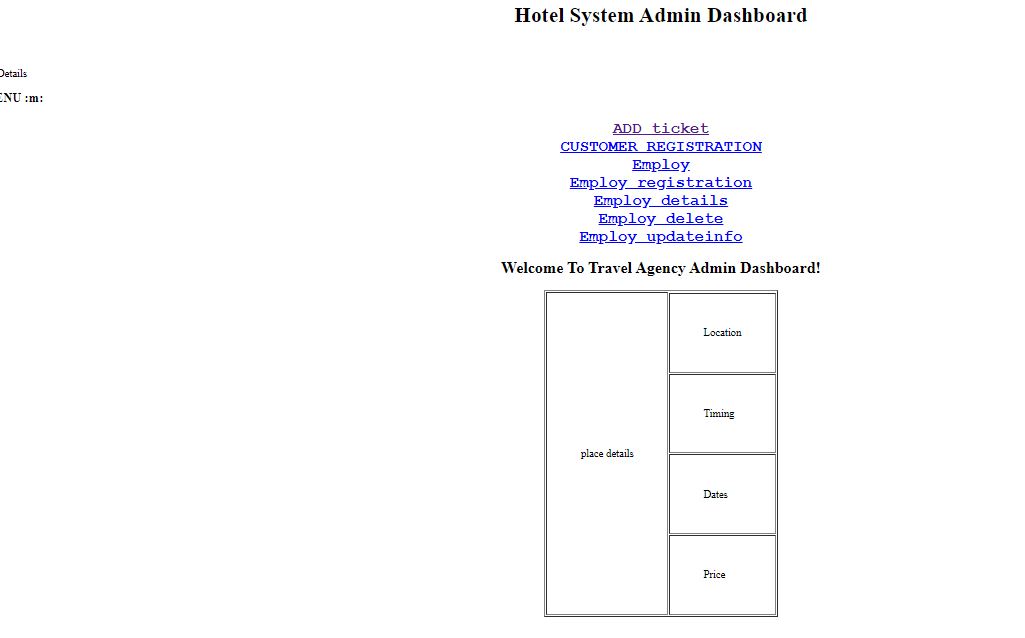 Hotel System Admin Dashboard
Details
ENU :m:
ADD ticket
CUSTOMER REGISTRATION
Employ
Employ registration
Employ details
Employ delete
Employ updateinfo
Welcome To Travel Agency Admin Dashboard!
Location
Timing
place details
Dates
Price